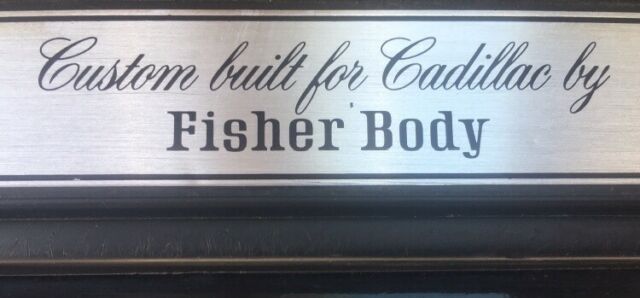 Custom built for Cadillac by
Fisher Body